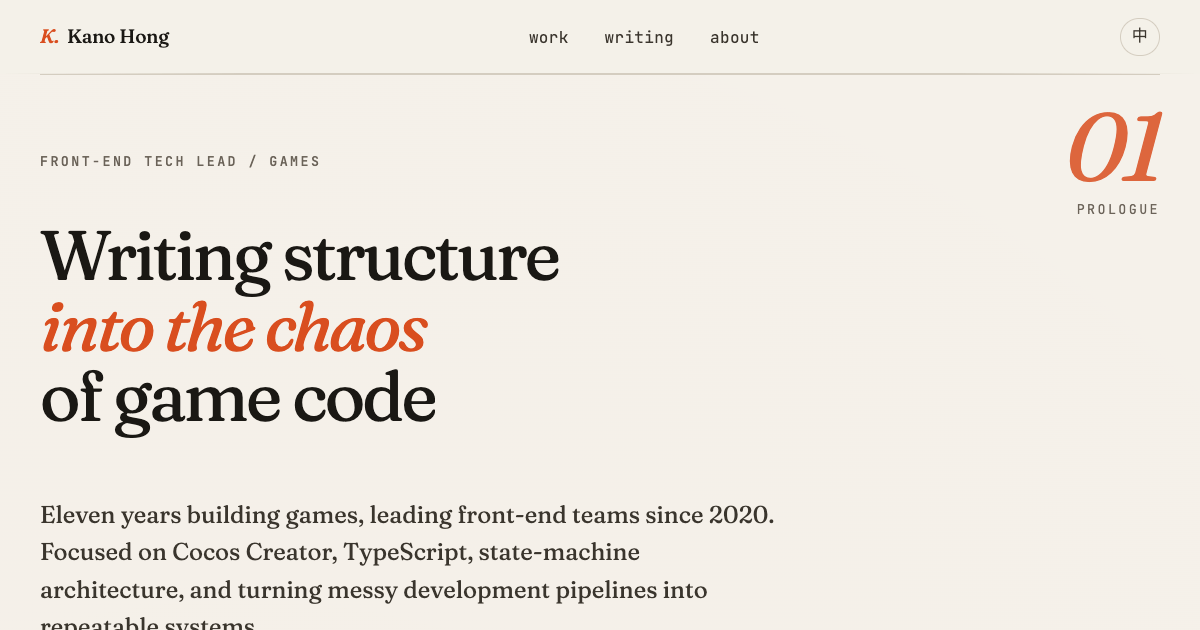 K. Kano Hong
work writing about
中
01
PROLOGUE
FRONT-END TECH LEAD / GAMES
Writing structure
into the chaos
of game code
Eleven years building games, leading front-end teams since 2020.
Focused on Cocos Creator, TypeScript, state-machine
architecture, and turning messy development pipelines into
repeatable systems.